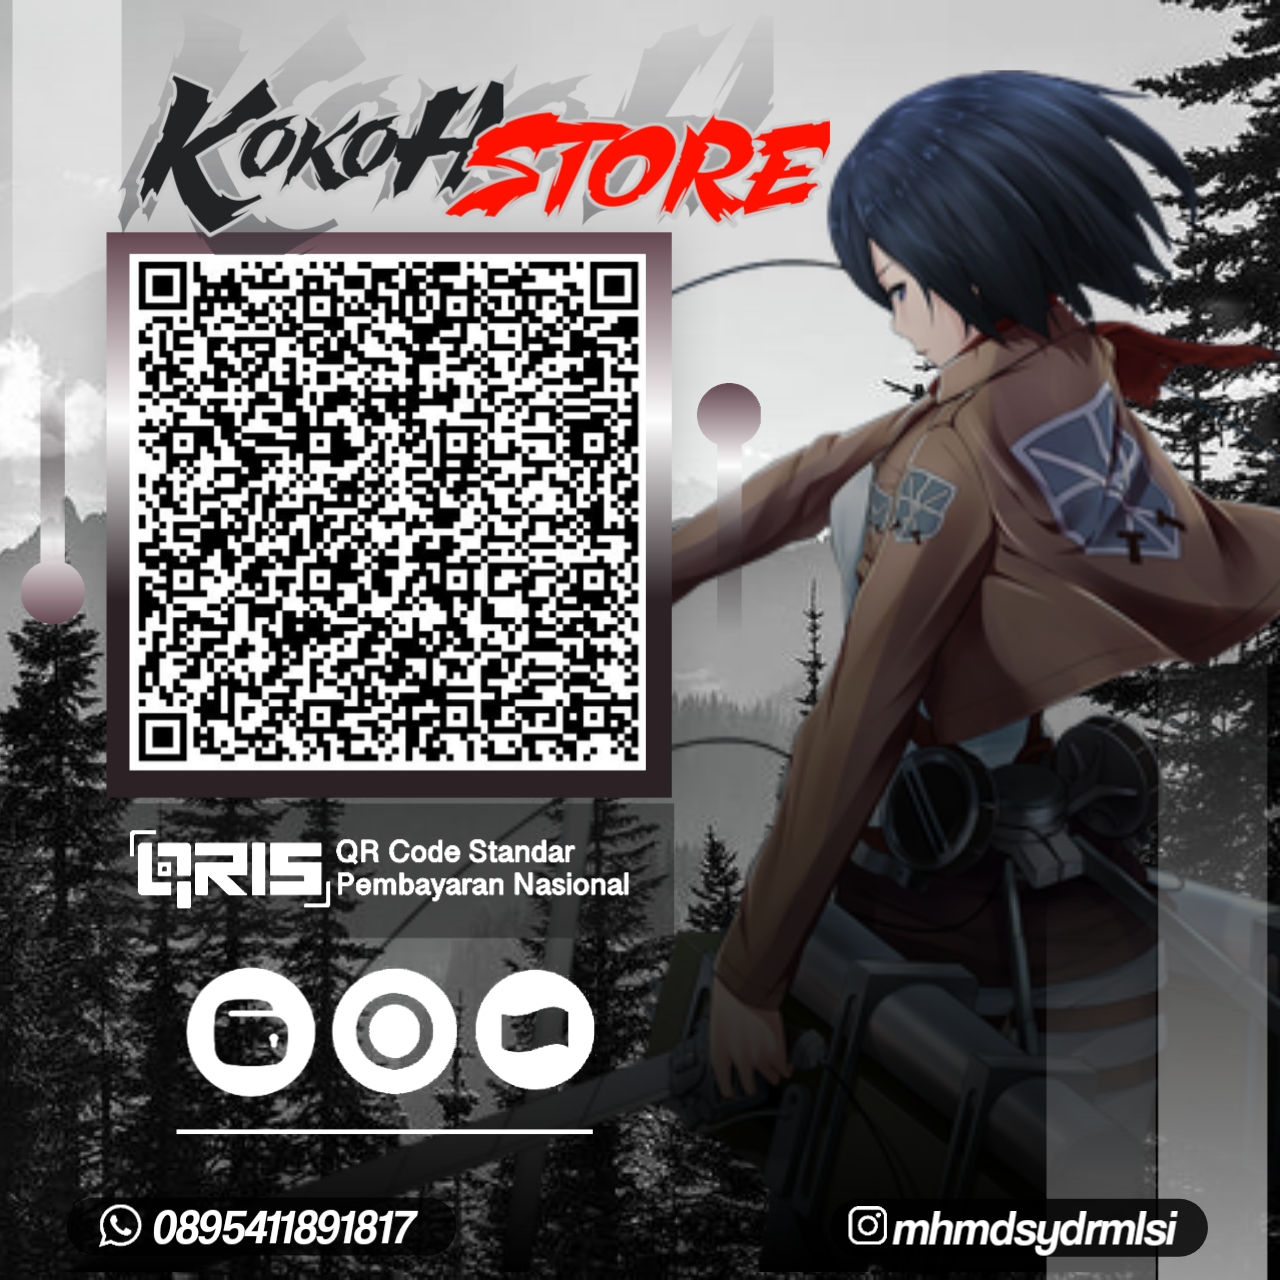 KOKOH STORE
QRIS
QR Code Standar
Pembayaran Nasional
0895411891817
mhmdsydrmlsi